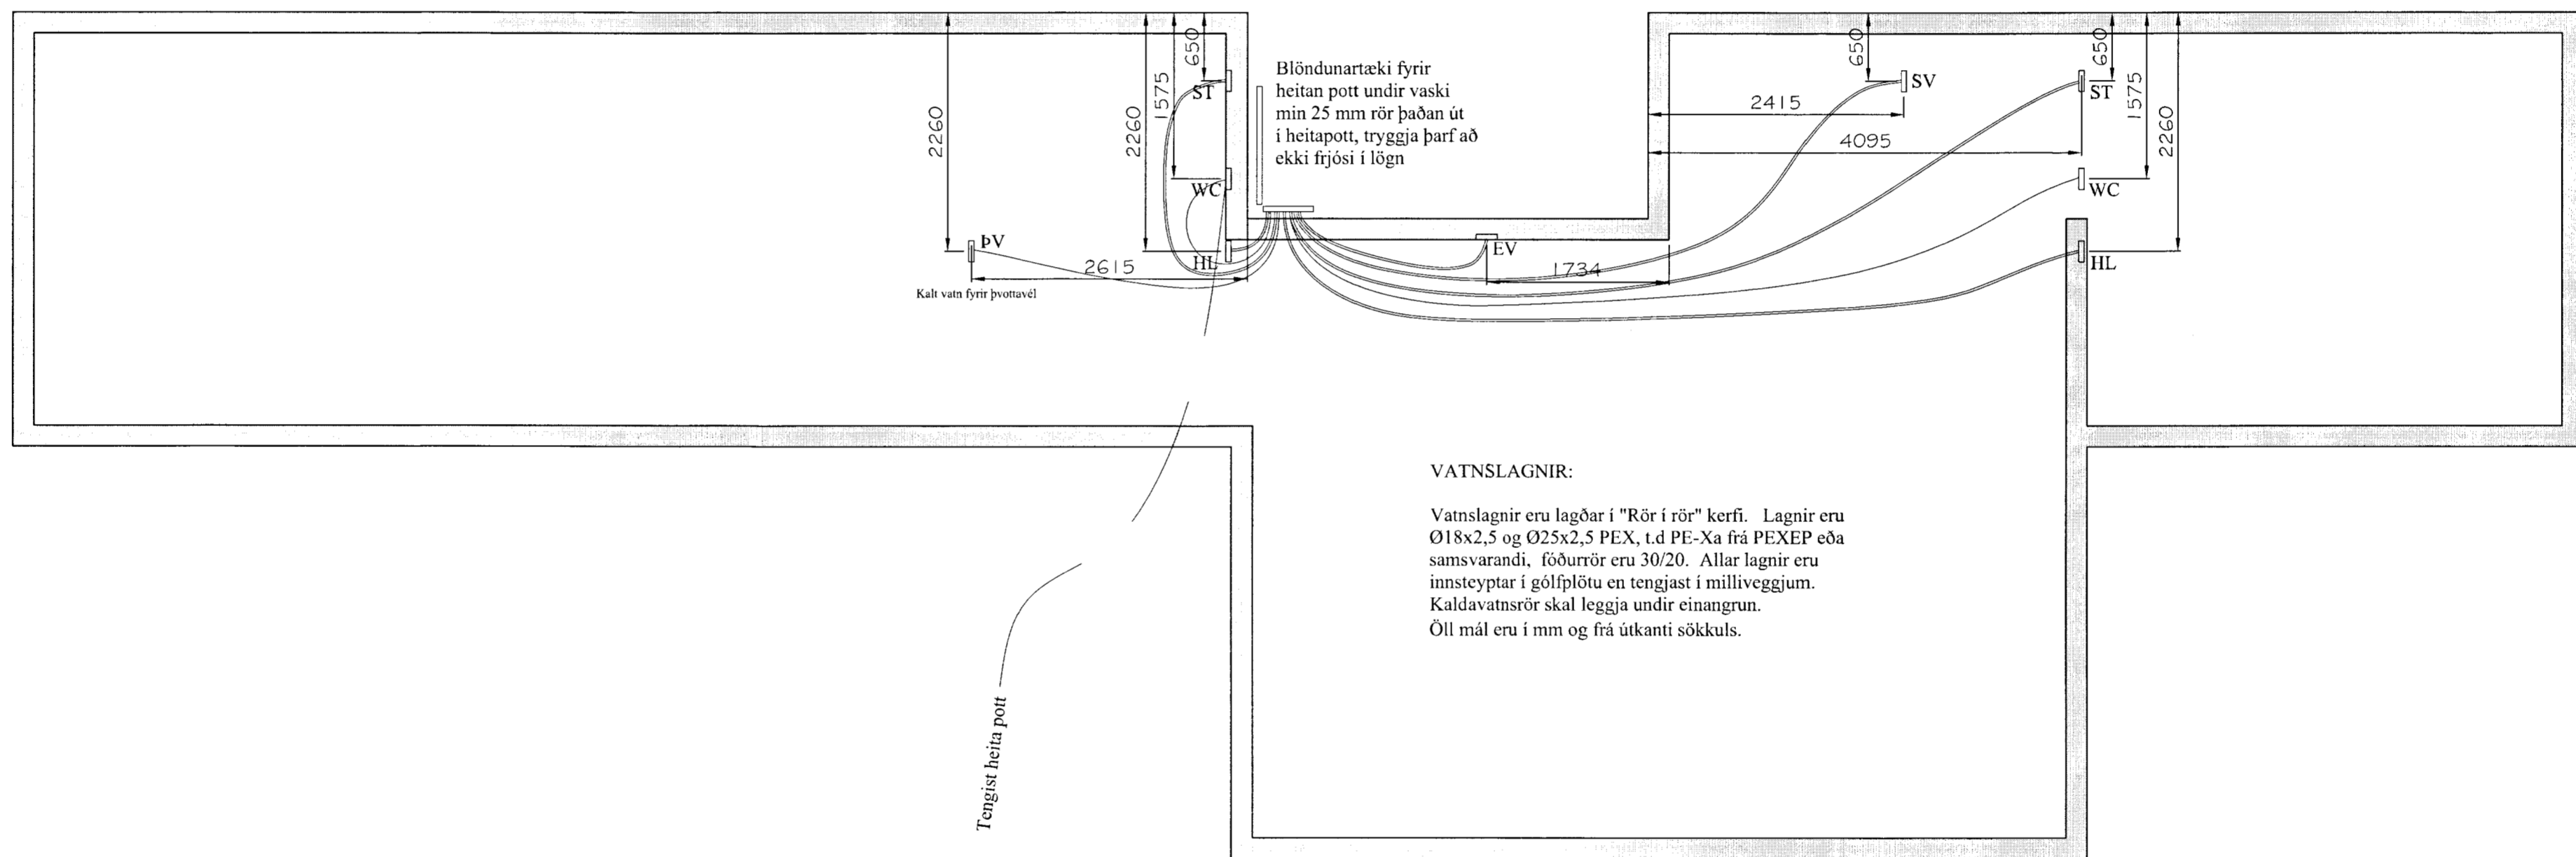 2260
2260
1575
650
ST
WC
HL
ÞV
2615
Kalt vatn fyrir þvottavél
Blöndunartæki fyrir
heitan pott undir vaski
min 25 mm rör þaðan út
í heitapott, tryggja þarf að
ekki frjósi í lögn
EV
1734
650
SV
2415
4095
650
ST
1575
2260
WC
HL
Tengist heita pott
VATNSLAGNIR:
Vatnslagnir eru lagðar í "Rör í rör" kerfi. Lagnir eru
Ø18x2,5 og Ø25x2,5 PEX, t.d PE-Xa frá PEXEP eða
samsvarandi, fóðurrör eru 30/20. Allar lagnir eru
innsteyptar í gólfplötu en tengjast í milliveggjum.
Kaldavatnsrör skal leggja undir einangrun.
Öll mál eru í mm og frá útkanti sökkuls.